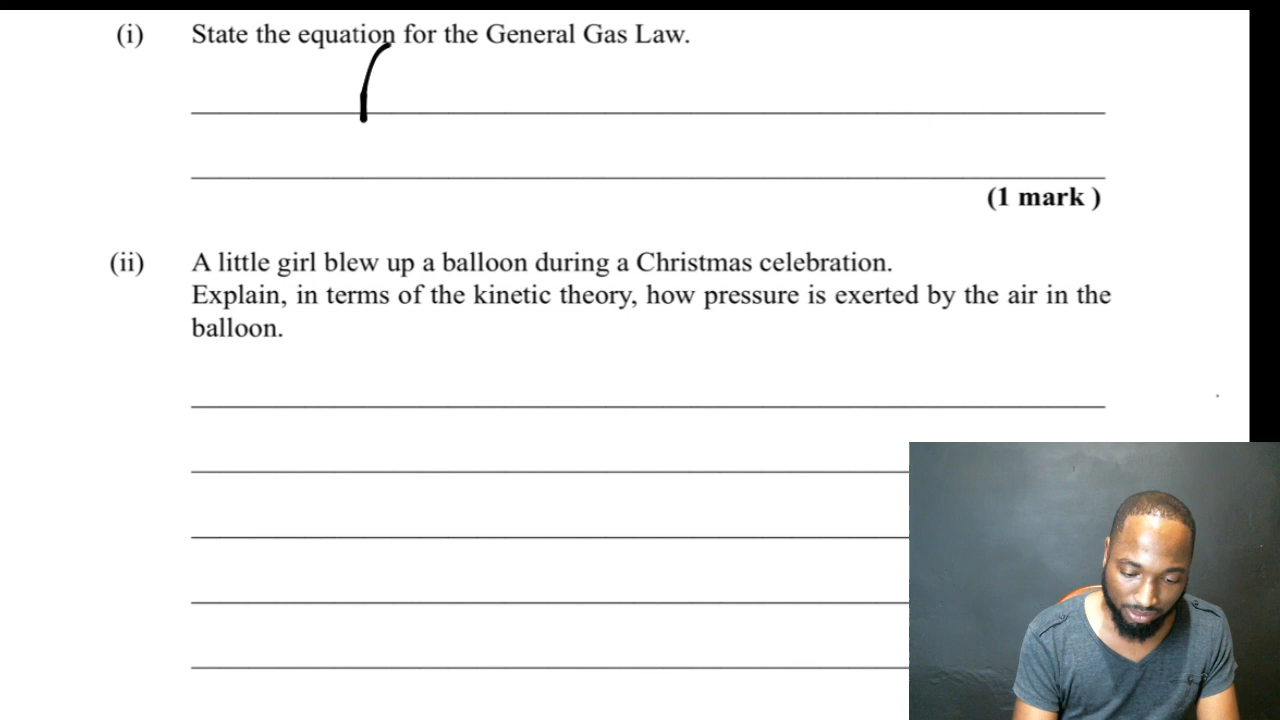 (i) State the equation for the General Gas Law.
(1 mark )
(ii) A little girl blew up a balloon during a Christmas celebration.
Explain, in terms of the kinetic theory, how pressure is exerted by the air in the
balloon.